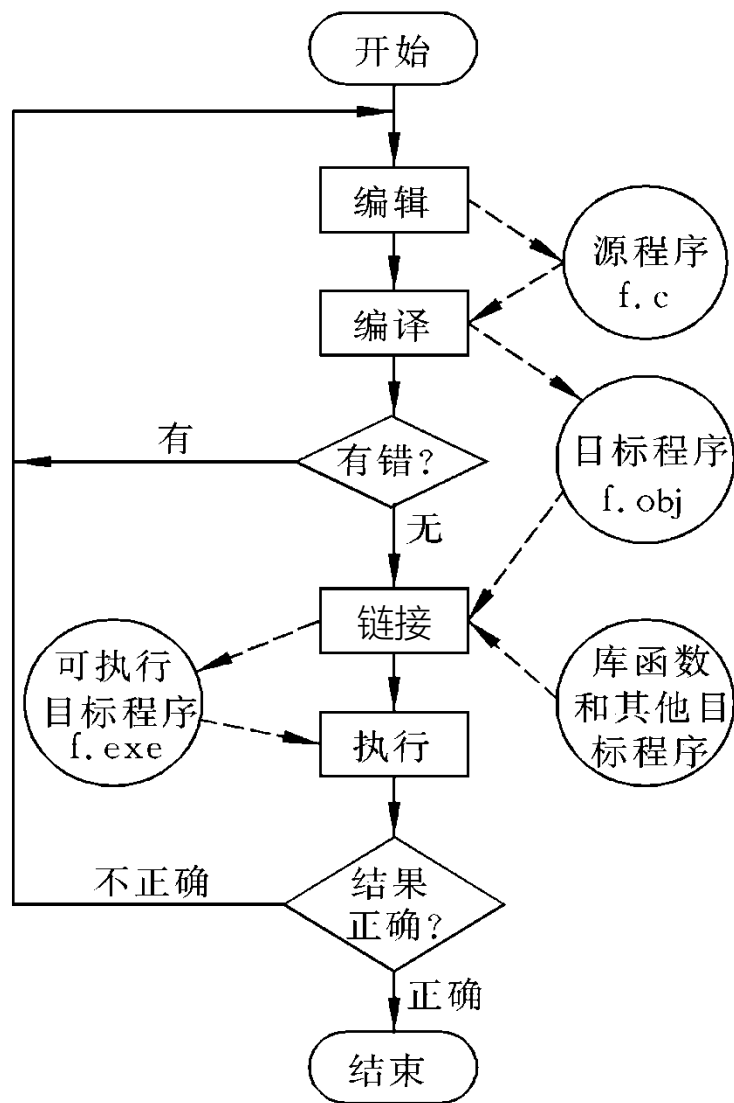 开始
编辑
源程序
f.c
编译
有
有错?
目标程序
f.obj
无
链接
可执行
目标程序
f.exe
库函数
和其他目
标程序
执行
不正确
结果
正确?
正确
结束